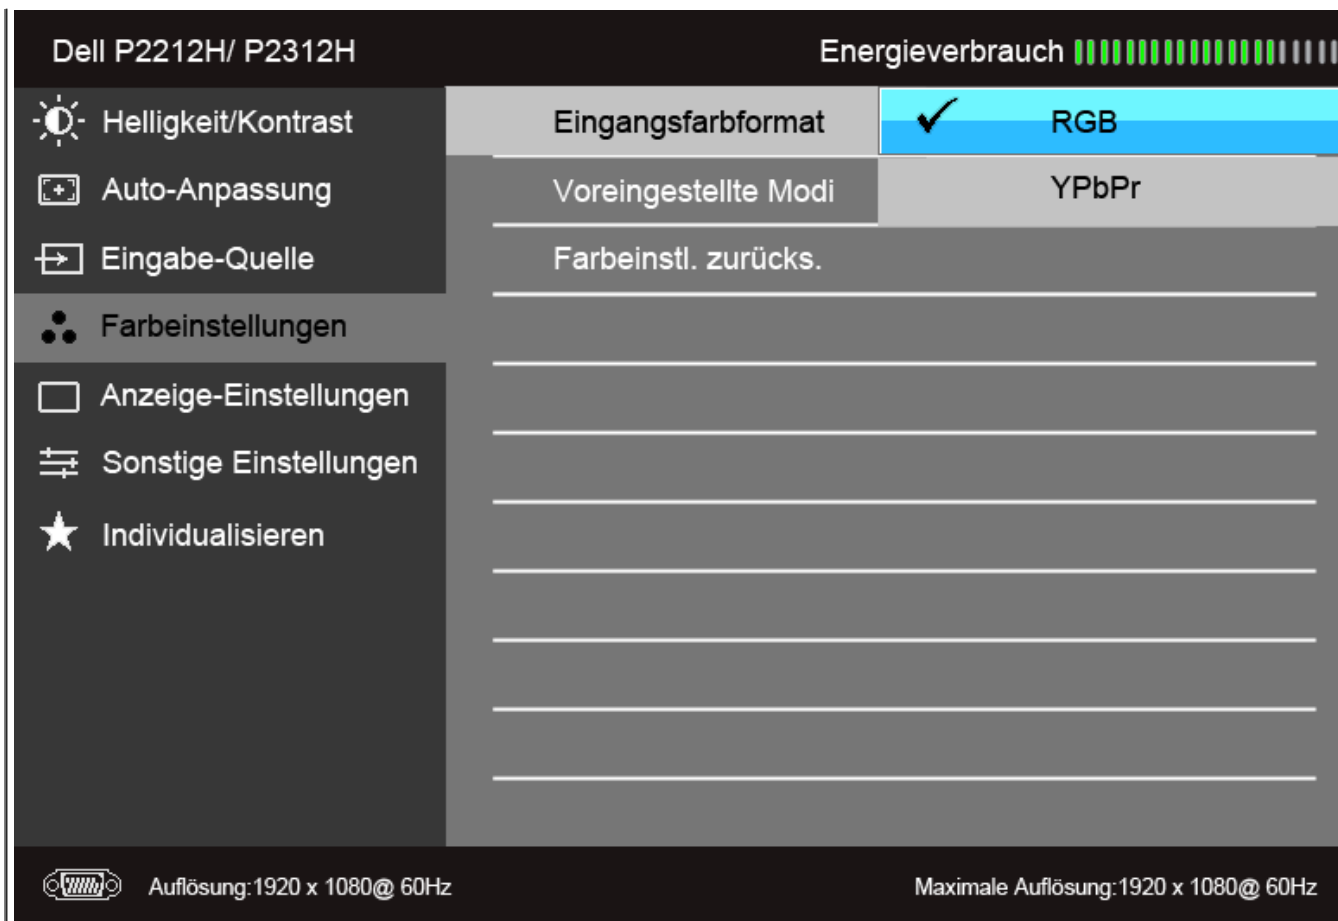 Dell P2212H/ P2312H Energieverbrauch
Helligkeit/Kontrast Eingangsfarbformat RGB
Auto-Anpassung Voreingestellte Modi YPbPr
Eingabe-Quelle Farbeinstl. zurücks.
Farbeinstellungen
Anzeige-Einstellungen
Sonstige Einstellungen
Individualisieren
Auflösung:1920 x 1080@ 60Hz Maximale Auflösung:1920 x 1080@ 60Hz